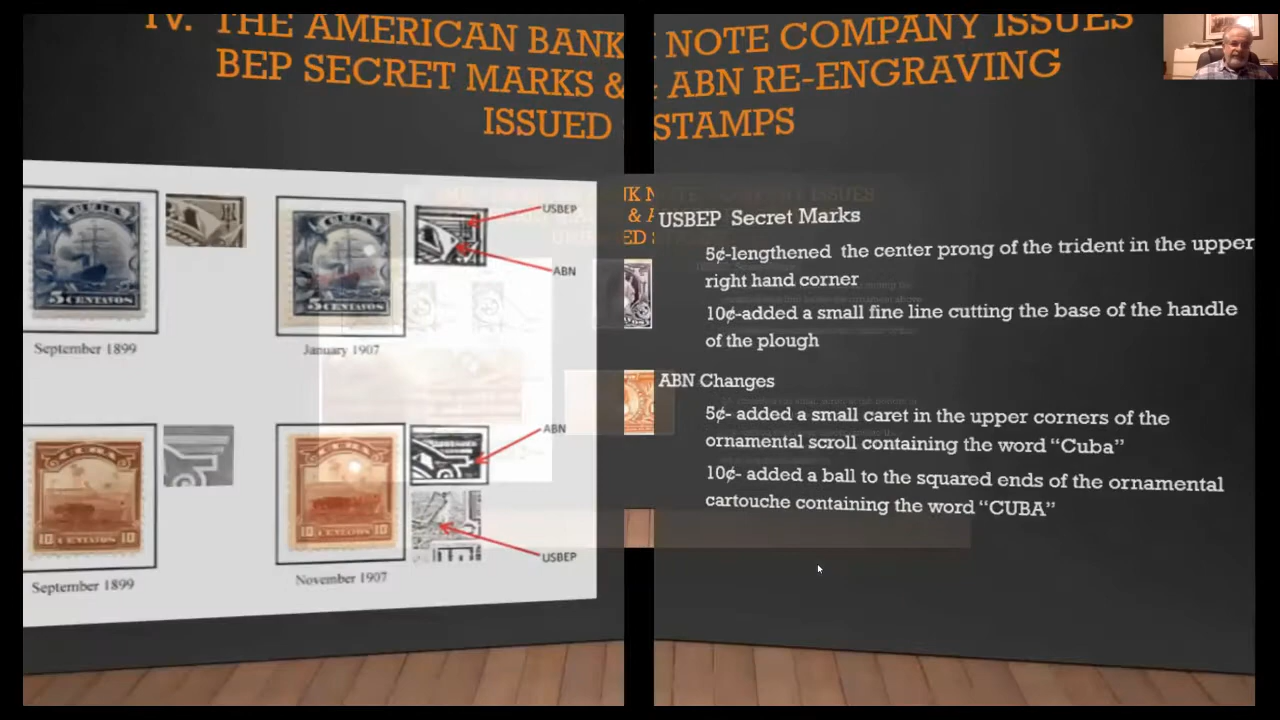 IV. THE AMERICAN BANK NOTE COMPANY ISSUES
BEP SECRET MARKS & ABN RE-ENGRAVING
ISSUED STAMPS
CUBA
5 CENTAVOS
September 1899
CUBA
5 CENTAVOS
January 1907
USBEP
ABN
CUBA
10 CENTAVOS 10
September 1899
CUBA
10 CENTAVOS 10
November 1907
ABN
USBEP
USBEP Secret Marks
5¢-lengthened the center prong of the trident in the upper
right hand corner
10¢-added a small fine line cutting the base of the handle
of the plough
ABN Changes
5¢- added a small caret in the upper corners of the
ornamental scroll containing the word “Cuba”
10¢- added a ball to the squared ends of the ornamental
cartouche containing the word “CUBA”